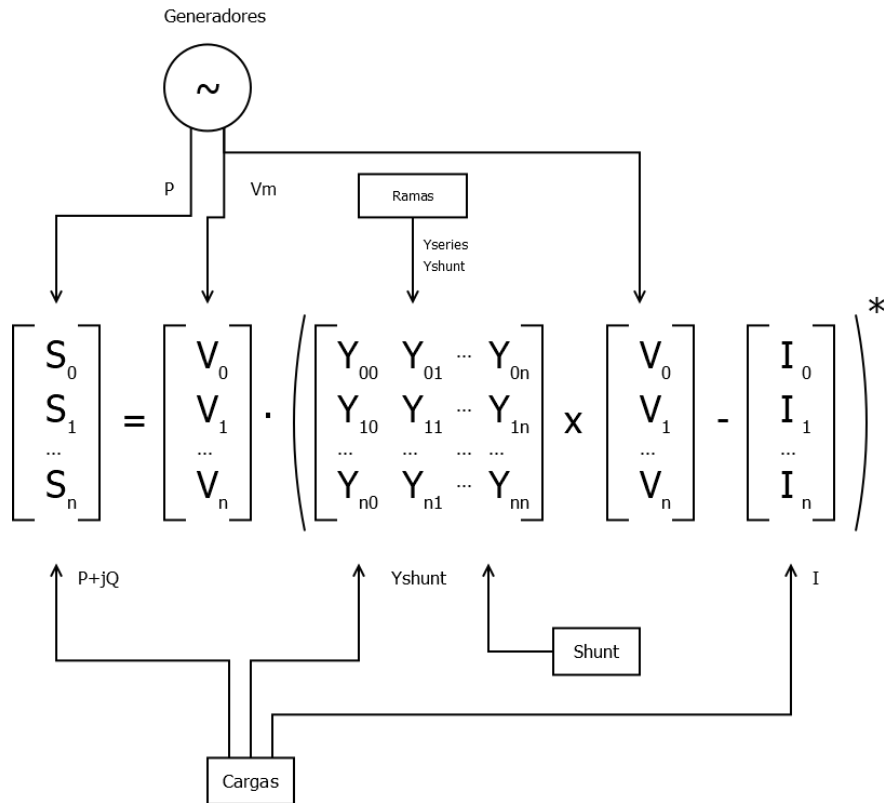 Generadores
~
P Vm
Ramas
Yseries
Yshunt
*
S0 V0 Y00 Y01 ... Y0n V0 I0
S1 = V1 · Y10 Y11 ... Y1n x V1 - I1
... ... ... ... ... ... ... ...
Sn Vn Yn0 Yn1 ... Ynn Vn In
P+jQ Yshunt I
Shunt
Cargas